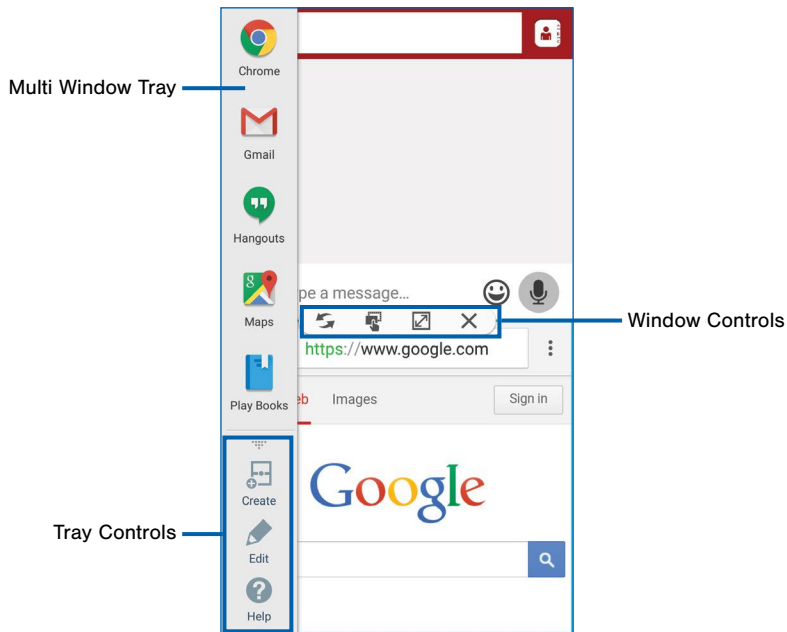 Chrome
Multi Window Tray
Gmail
Hangouts
8
Maps
pe a message...
Window Controls
https://www.google.com
Play Books
eb Images Sign in
Create
Google
Tray Controls
Edit
?
Help